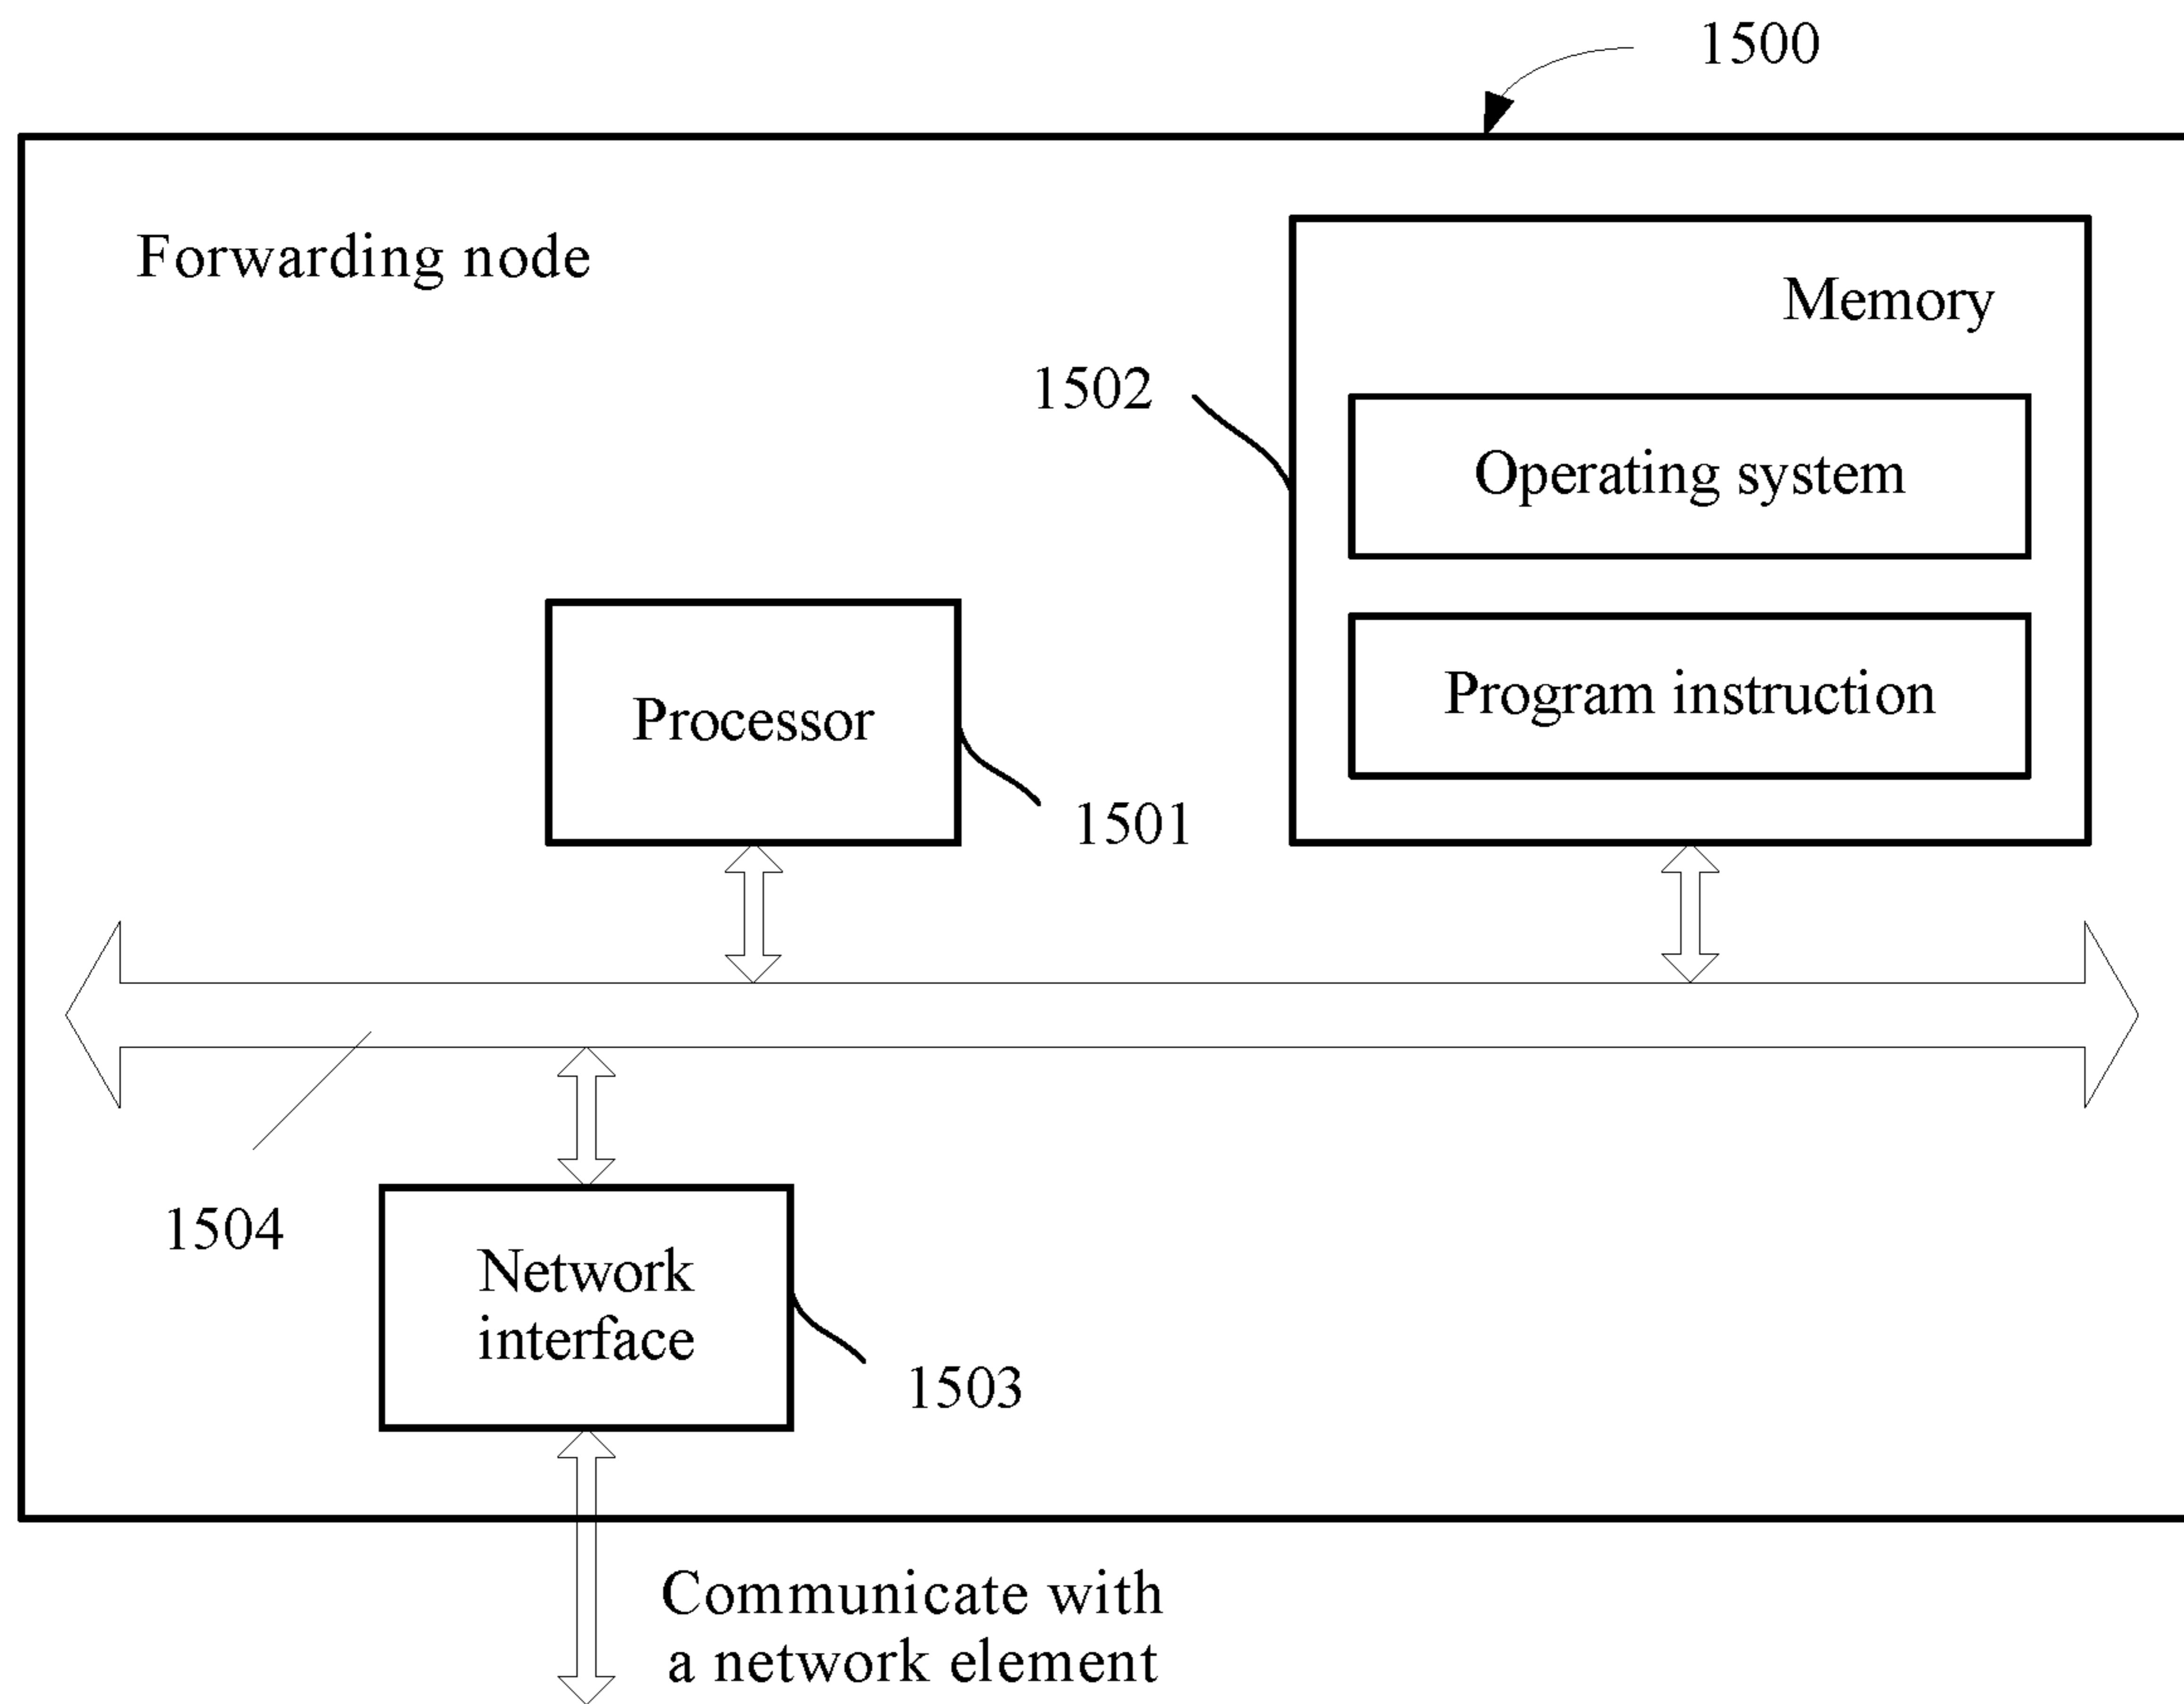 1500
Forwarding node
Memory
1502
Operating system
Program instruction
Processor
1501
1504
Network
interface
1503
Communicate with
a network element